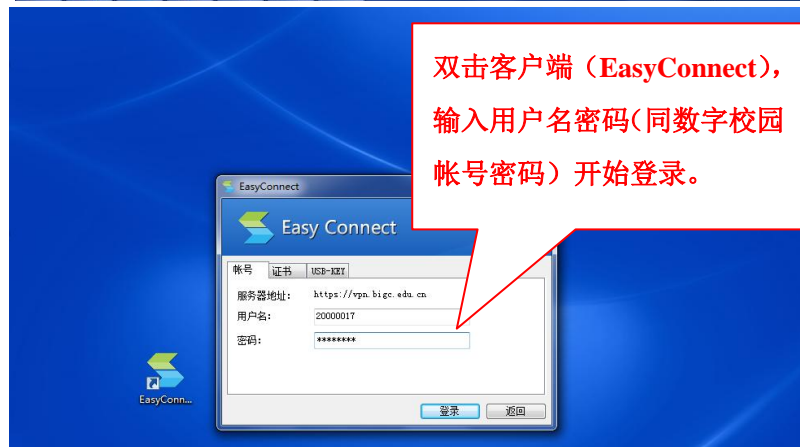 双击客户端（EasyConnect），
输入用户名密码（同数字校园
帐号密码）开始登录。
EasyConnect
Easy Connect
帐号 证书 USB-KEY
服务器地址： https://vpn.bigc.edu.cn
用户名： 20000017
密码： ********
登录 返回
EasyConn...